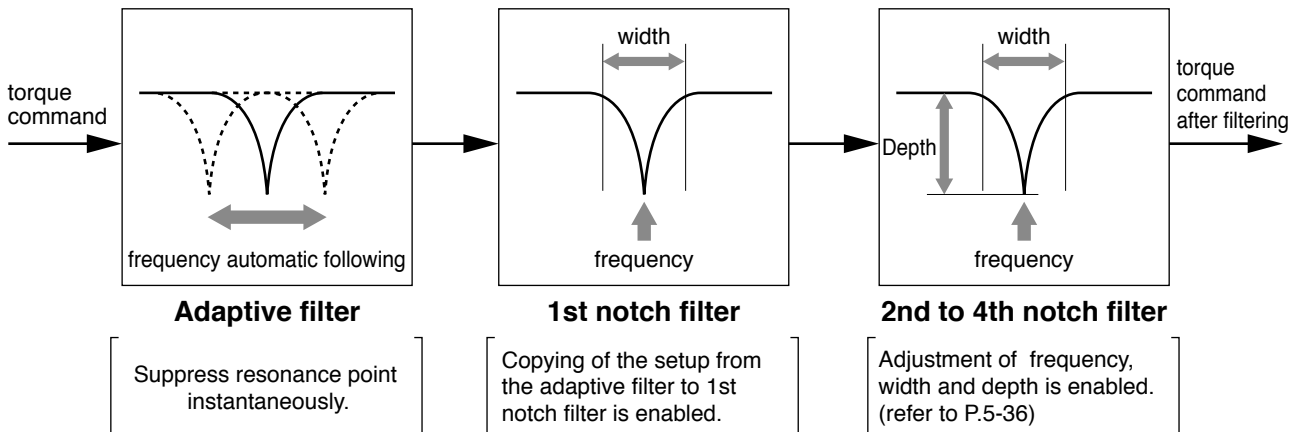 torque
command
frequency automatic following
Adaptive filter
Suppress resonance point
instantaneously.
width
frequency
1st notch filter
Copying of the setup from
the adaptive filter to 1st
notch filter is enabled.
width
Depth
frequency
2nd to 4th notch filter
Adjustment of frequency,
width and depth is enabled.
(refer to P.5-36)
torque
command
after filtering